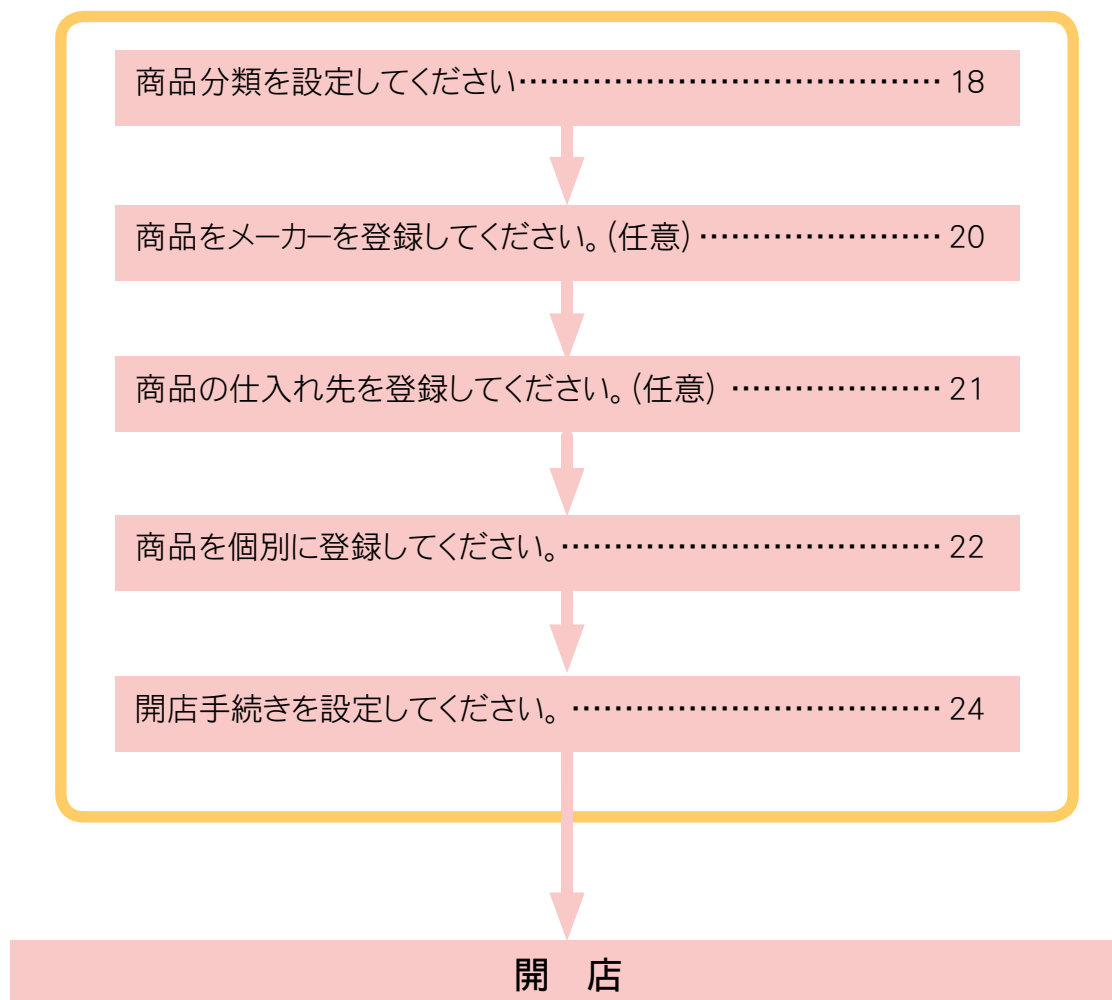 商品分類を設定してください‥‥‥‥‥‥‥‥‥‥‥‥‥‥‥‥‥‥‥‥ 18
商品をメーカーを登録してください。(任意) ‥‥‥‥‥‥‥‥‥‥‥‥ 20
商品の仕入れ先を登録してください。(任意) ‥‥‥‥‥‥‥‥‥‥ 21
商品を個別に登録してください。‥‥‥‥‥‥‥‥‥‥‥‥‥‥‥‥‥‥ 22
開店手続きを設定してください。 ‥‥‥‥‥‥‥‥‥‥‥‥‥‥‥‥‥‥ 24
開　店